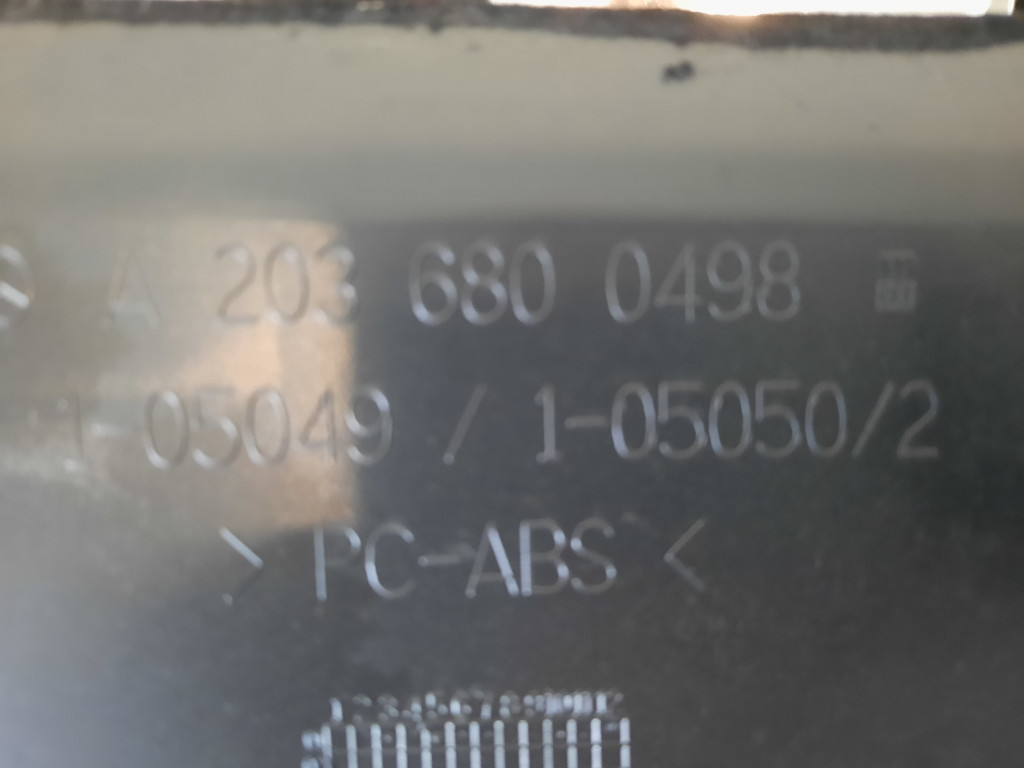 A 203 680 0498
1-05049 / 1-05050/2
> PC-ABS <